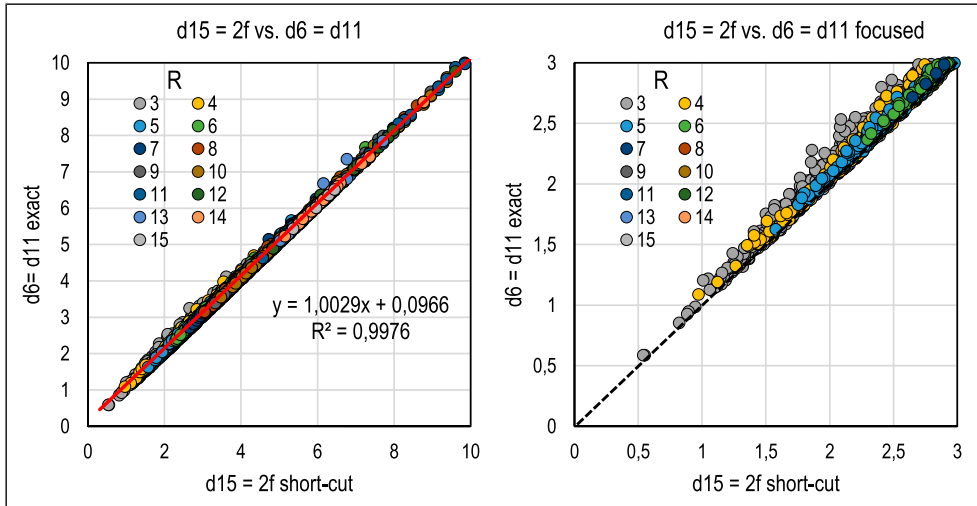 d15 = 2f vs. d6 = d11
10
9
8
7
6
5
4
3
2
1
0
d6= d11 exact
R
3 4
5 6
7 8
9 10
11 12
13 14
15
y = 1,0029x + 0,0966
R² = 0,9976
0 2 4 6 8 10
d15 = 2f short-cut
d15 = 2f vs. d6 = d11 focused
3
2,5
2
1,5
1
0,5
0
d6 = d11 exact
R
3 4
5 6
7 8
9 10
11 12
13 14
15
0 0,5 1 1,5 2 2,5 3
d15 = 2f short-cut